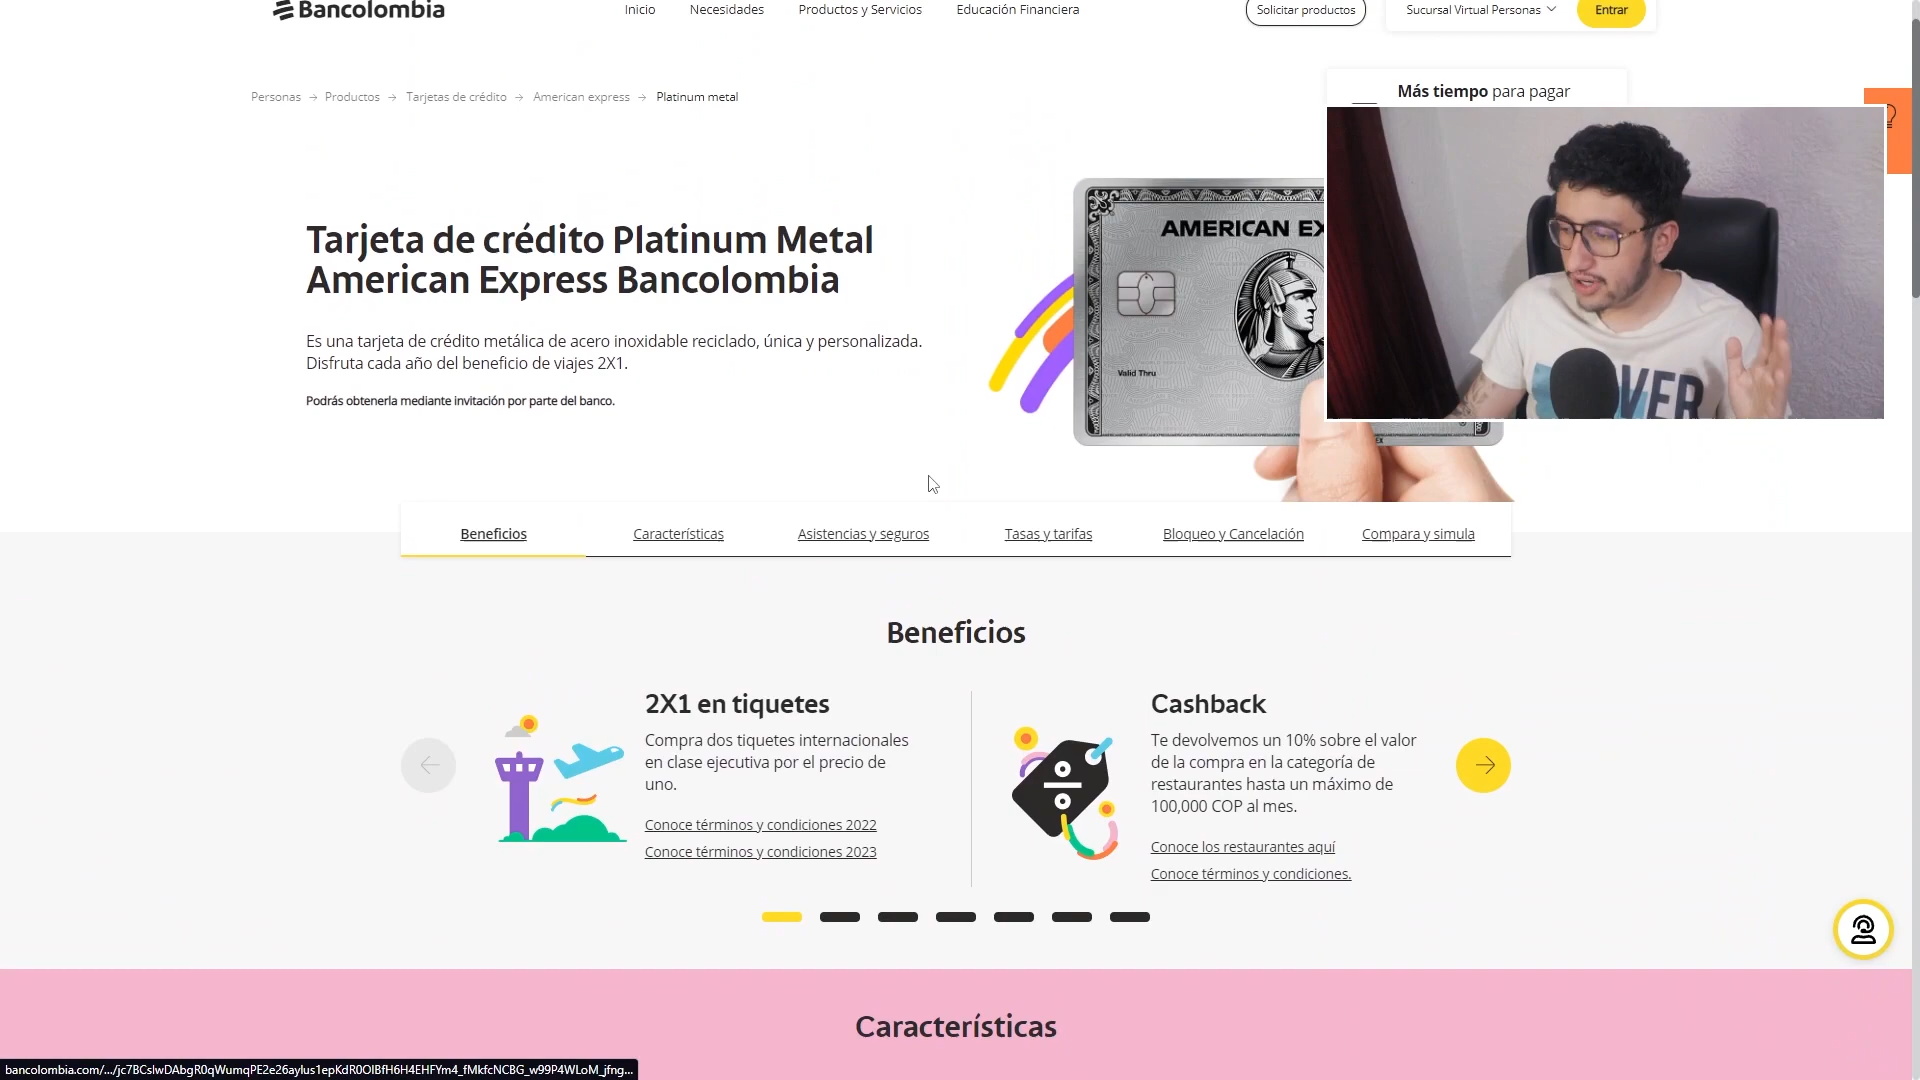 Bancolombia
Inicio
Necesidades
Productos y Servicios
Educación Financiera
Solicitar productos
Sucursal Virtual Personas
Entrar
Personas → Productos → Tarjetas de crédito → American express → Platinum metal
Más tiempo para pagar
Tarjeta de crédito Platinum Metal
American Express Bancolombia
Es una tarjeta de crédito metálica de acero inoxidable reciclado, única y personalizada.
Disfruta cada año del beneficio de viajes 2X1.
Podrás obtenerla mediante invitación por parte del banco.
AMERICAN EX
Valid Thru
VER
Beneficios
Características
Asistencias y seguros
Tasas y tarifas
Bloqueo y Cancelación
Compara y simula
Beneficios
2X1 en tiquetes
Compra dos tiquetes internacionales
en clase ejecutiva por el precio de
uno.
Conoce términos y condiciones 2022
Conoce términos y condiciones 2023
Cashback
Te devolvemos un 10% sobre el valor
de la compra en la categoría de
restaurantes hasta un máximo de
100,000 COP al mes.
Conoce los restaurantes aquí
Conoce términos y condiciones.
Características